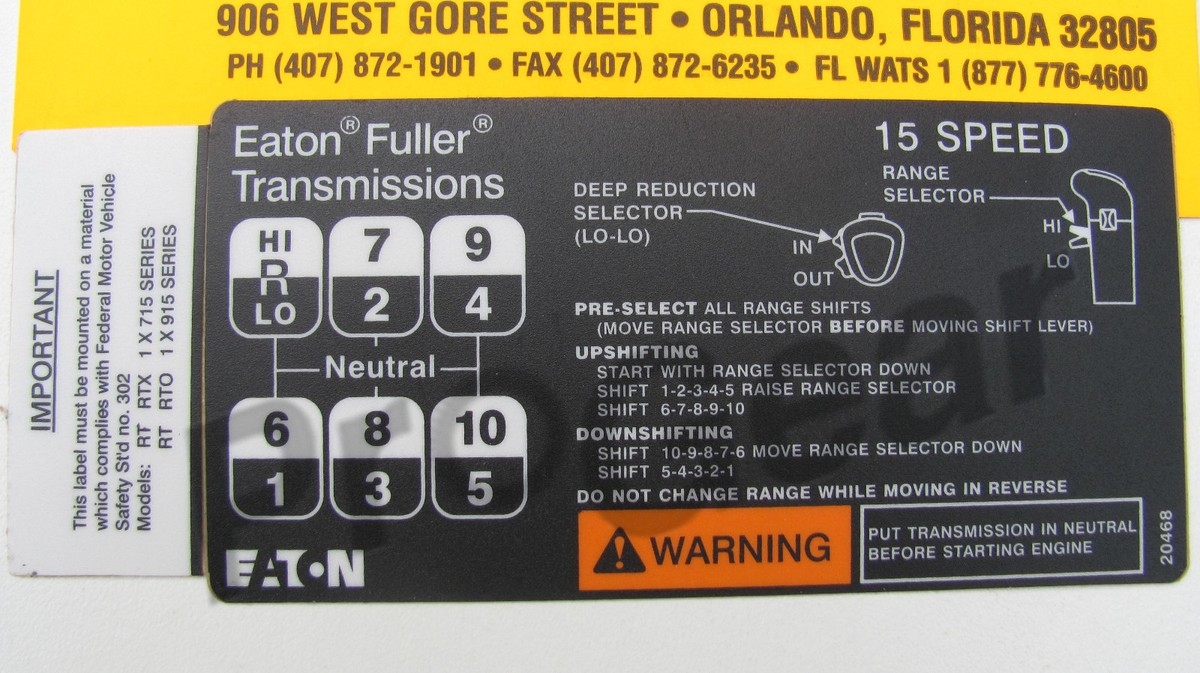 906 WEST GORE STREET • ORLANDO, FLORIDA 32805
PH (407) 872-1901 • FAX (407) 872-6235 • FL WATS 1 (877) 776-4600
IMPORTANT
This label must be mounted on a material
which complies with Federal Motor Vehicle
Safety St'd no. 302
Models: RT RTX 1 X 715 SERIES
RT RTO 1 X 915 SERIES
Eaton® Fuller®
Transmissions
HI
R
LO
7
2
9
4
Neutral
6
1
8
3
10
5
EATON
15 SPEED
DEEP REDUCTION
SELECTOR
(LO-LO)
IN
OUT
RANGE
SELECTOR
HI
LO
PRE-SELECT ALL RANGE SHIFTS
(MOVE RANGE SELECTOR BEFORE MOVING SHIFT LEVER)
UPSHIFTING
START WITH RANGE SELECTOR DOWN
SHIFT 1-2-3-4-5 RAISE RANGE SELECTOR
SHIFT 6-7-8-9-10
DOWNSHIFTING
SHIFT 10-9-8-7-6 MOVE RANGE SELECTOR DOWN
SHIFT 5-4-3-2-1
DO NOT CHANGE RANGE WHILE MOVING IN REVERSE
WARNING
PUT TRANSMISSION IN NEUTRAL
BEFORE STARTING ENGINE
20468
ProGear